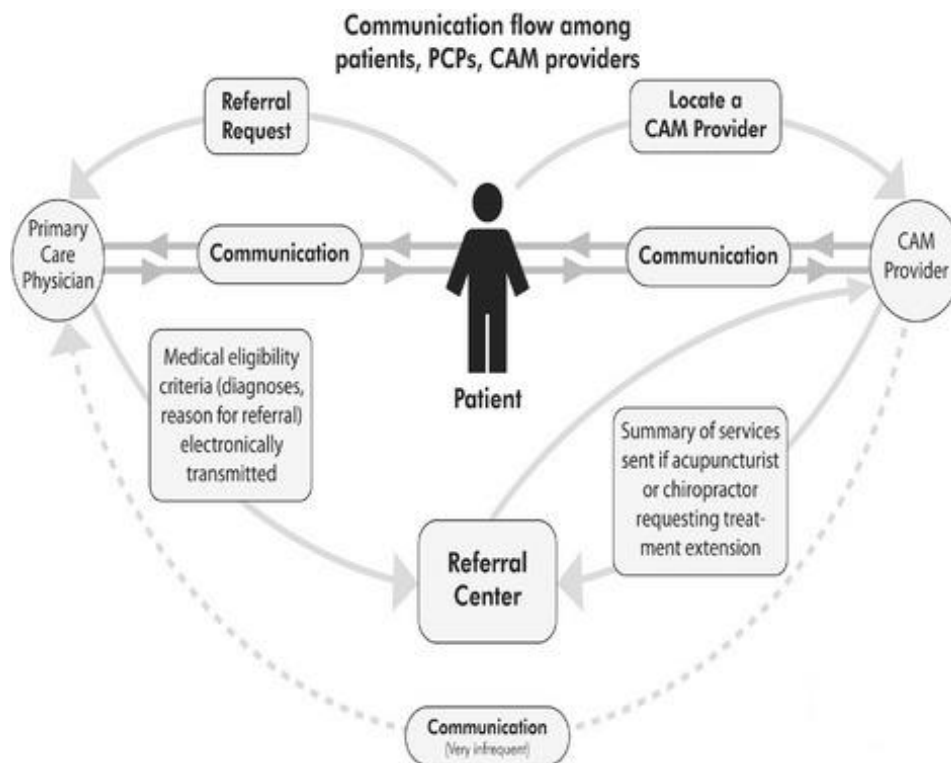 Communication flow among
patients, PCPs, CAM providers
Referral
Request
Locate a
CAM Provider
Primary
Care
Physician
Communication
Communication
CAM
Provider
Medical eligibility
criteria (diagnoses,
reason for referral)
electronically
transmitted
Patient
Summary of services
sent if acupuncturist
or chiropractor
requesting treat-
ment extension
Referral
Center
Communication
(Very infrequent)